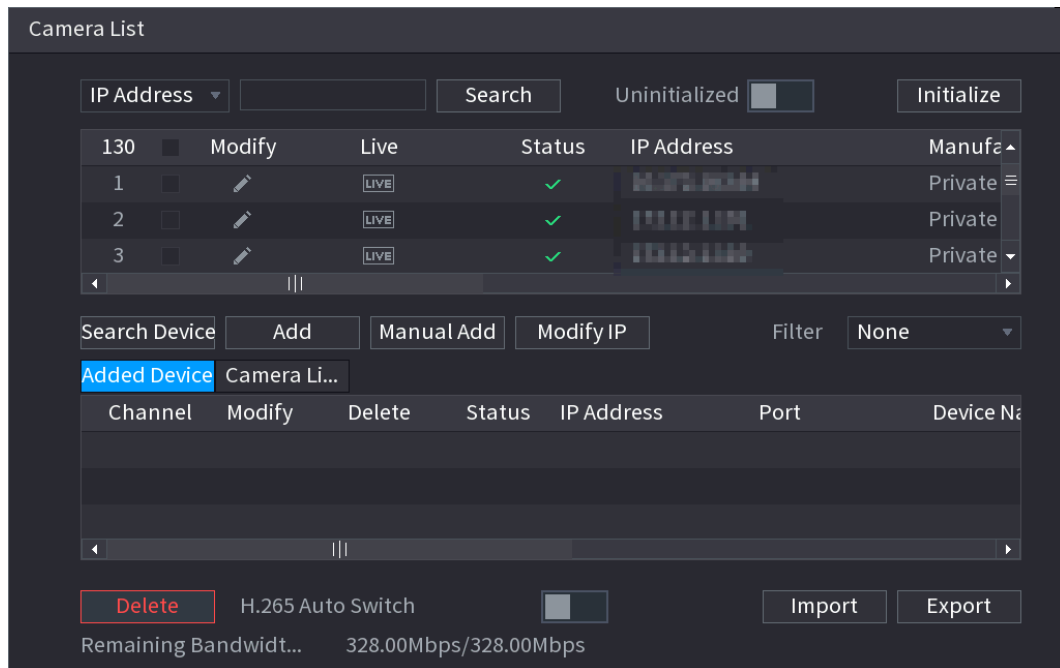 Camera List
IP Address Search Uninitialized Initialize
130 Modify Live Status IP Address Manufa
1 LIVE Private
2 LIVE Private
3 LIVE Private
Search Device Add Manual Add Modify IP Filter None
Added Device Camera Li...
Channel Modify Delete Status IP Address Port Device Na
Delete H.265 Auto Switch Import Export
Remaining Bandwidt... 328.00Mbps/328.00Mbps